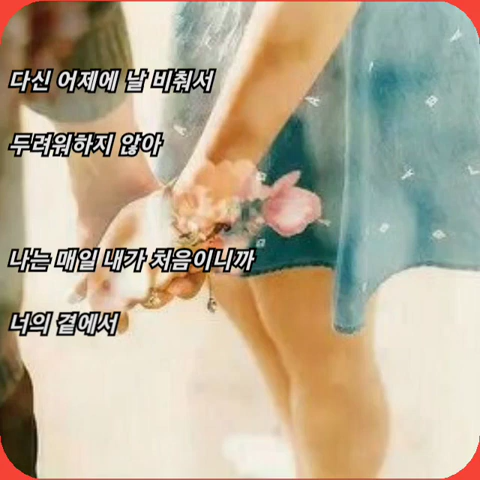 다신 어제에 날 비춰서
두려워하지 않아
나는 매일 내가 처음이니까
너의 곁에서